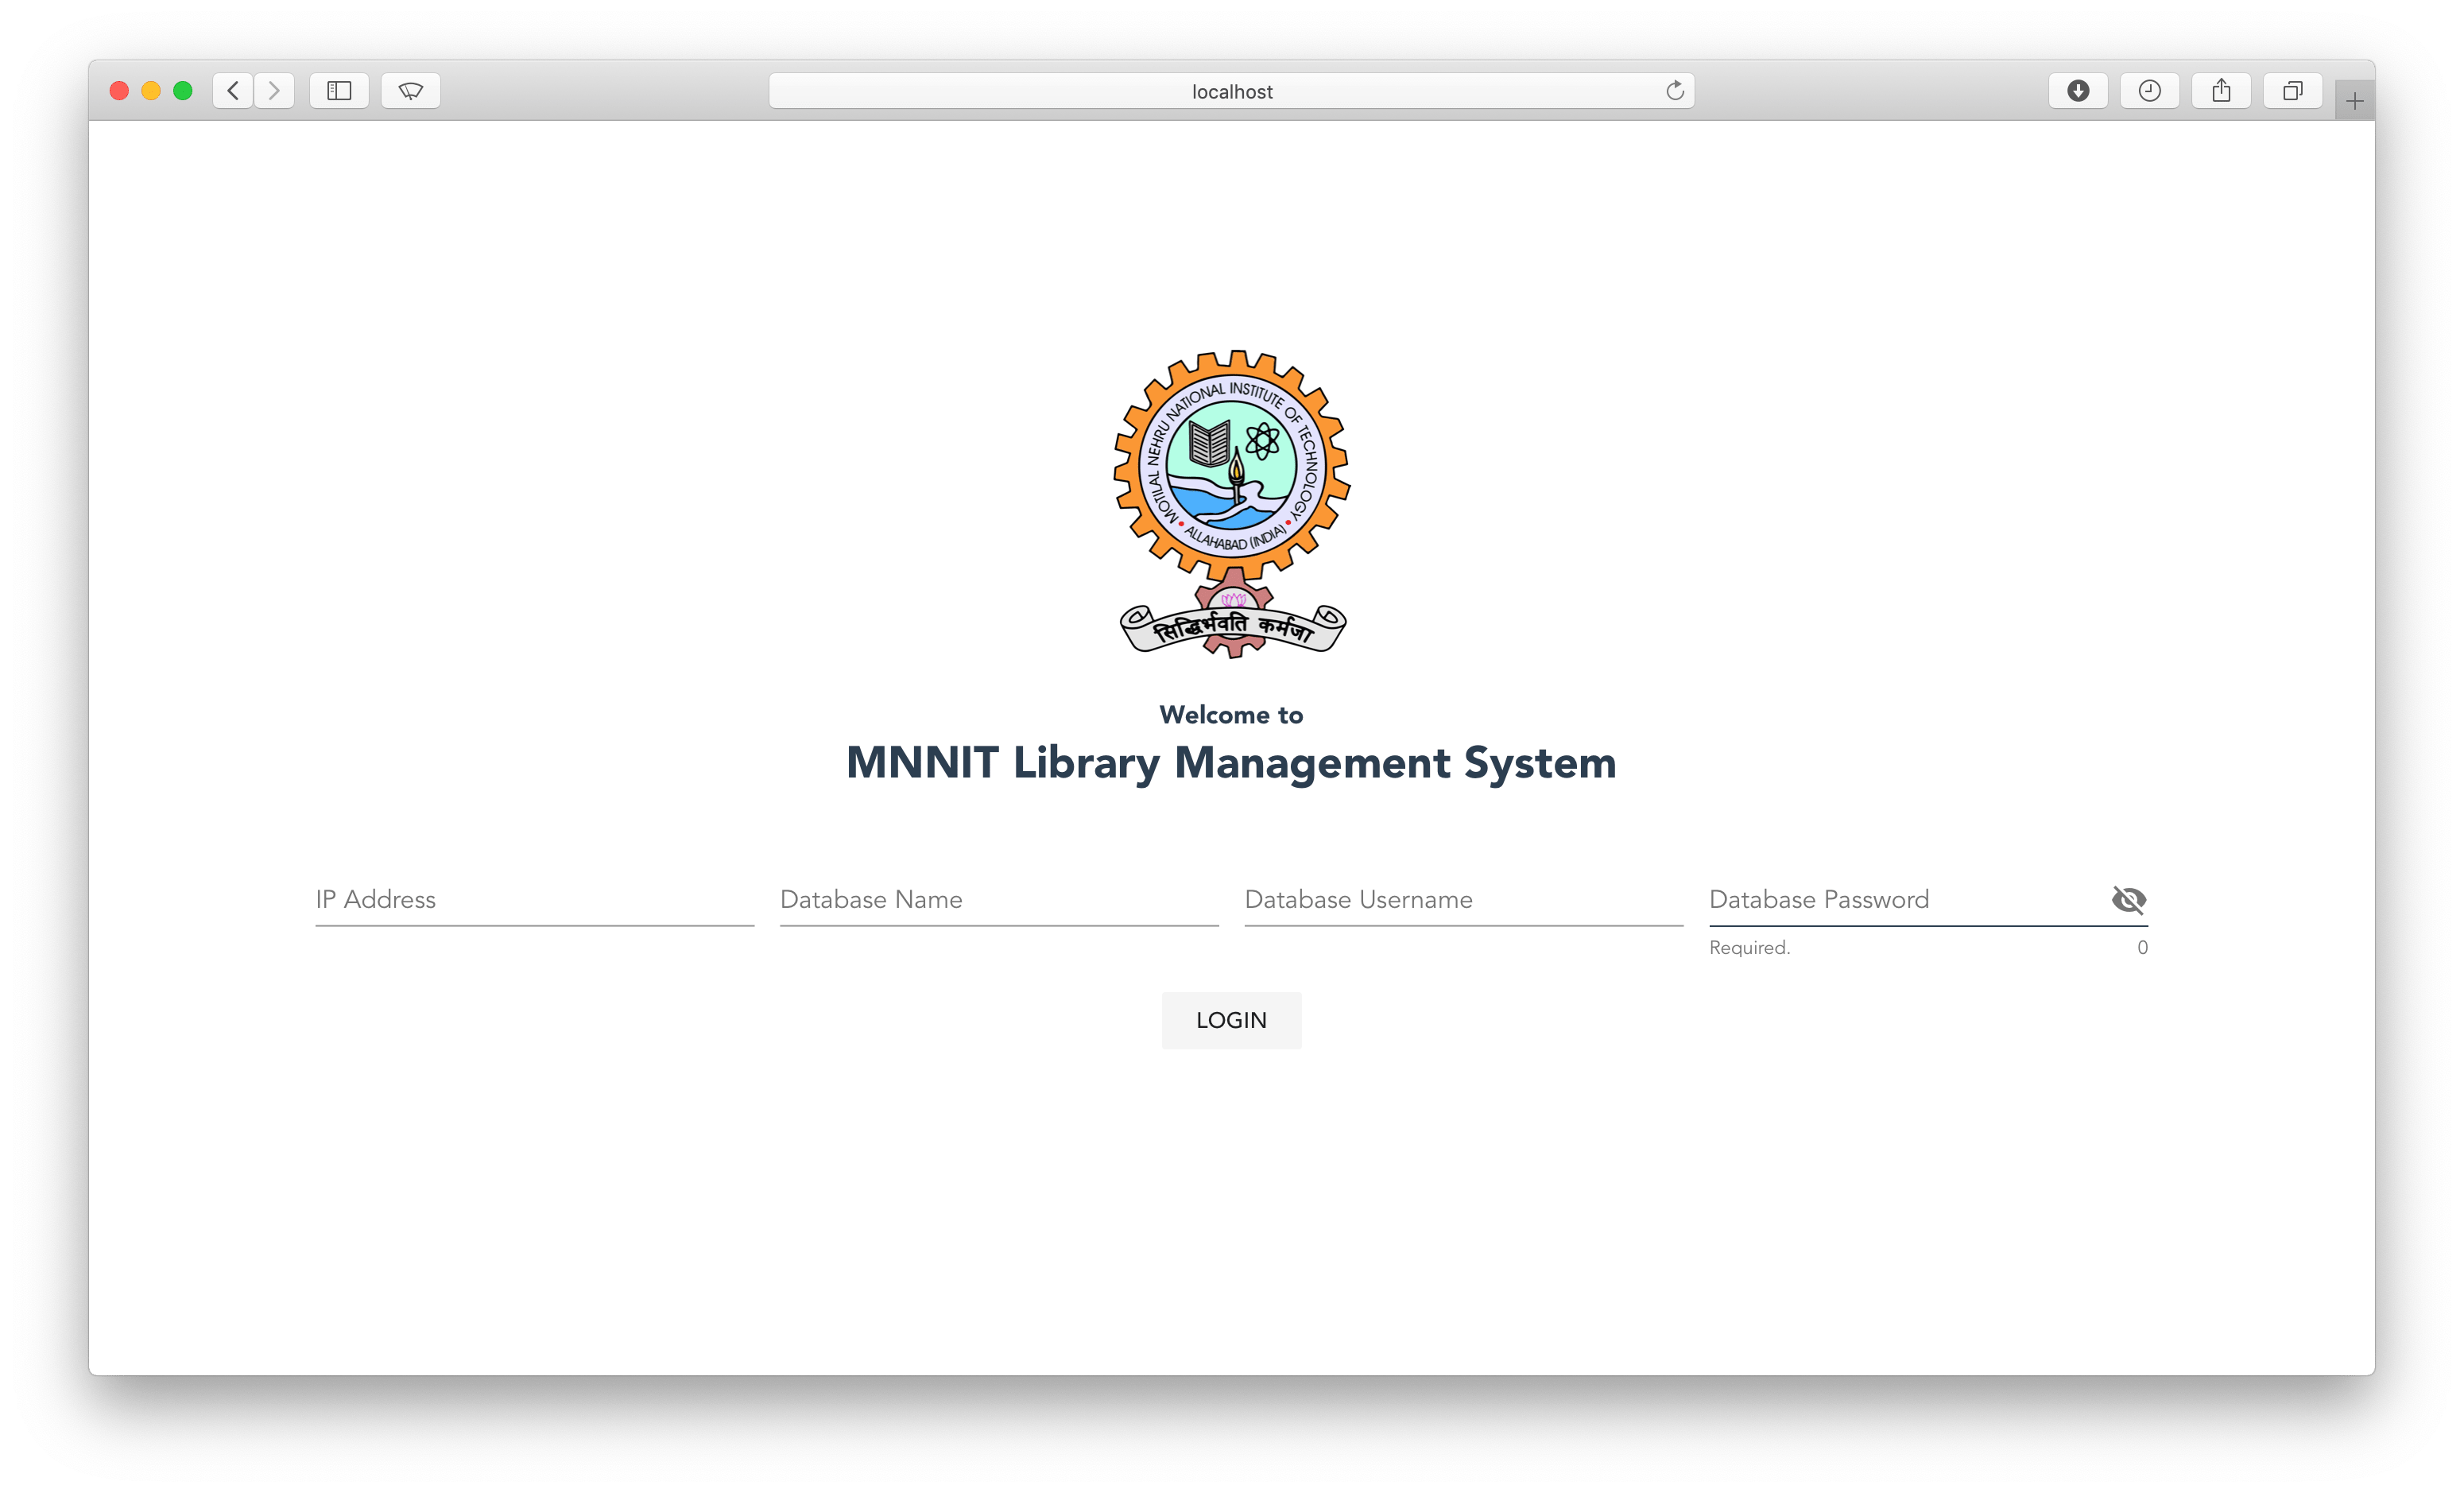 localhost
MOTILAL NEHRU NATIONAL INSTITUTE OF TECHNOLOGY
ALLAHABAD (INDIA)
सिद्धिर्भवति कर्मजा
Welcome to
MNNIT Library Management System
IP Address
Database Name
Database Username
Database Password
Required.
0
LOGIN